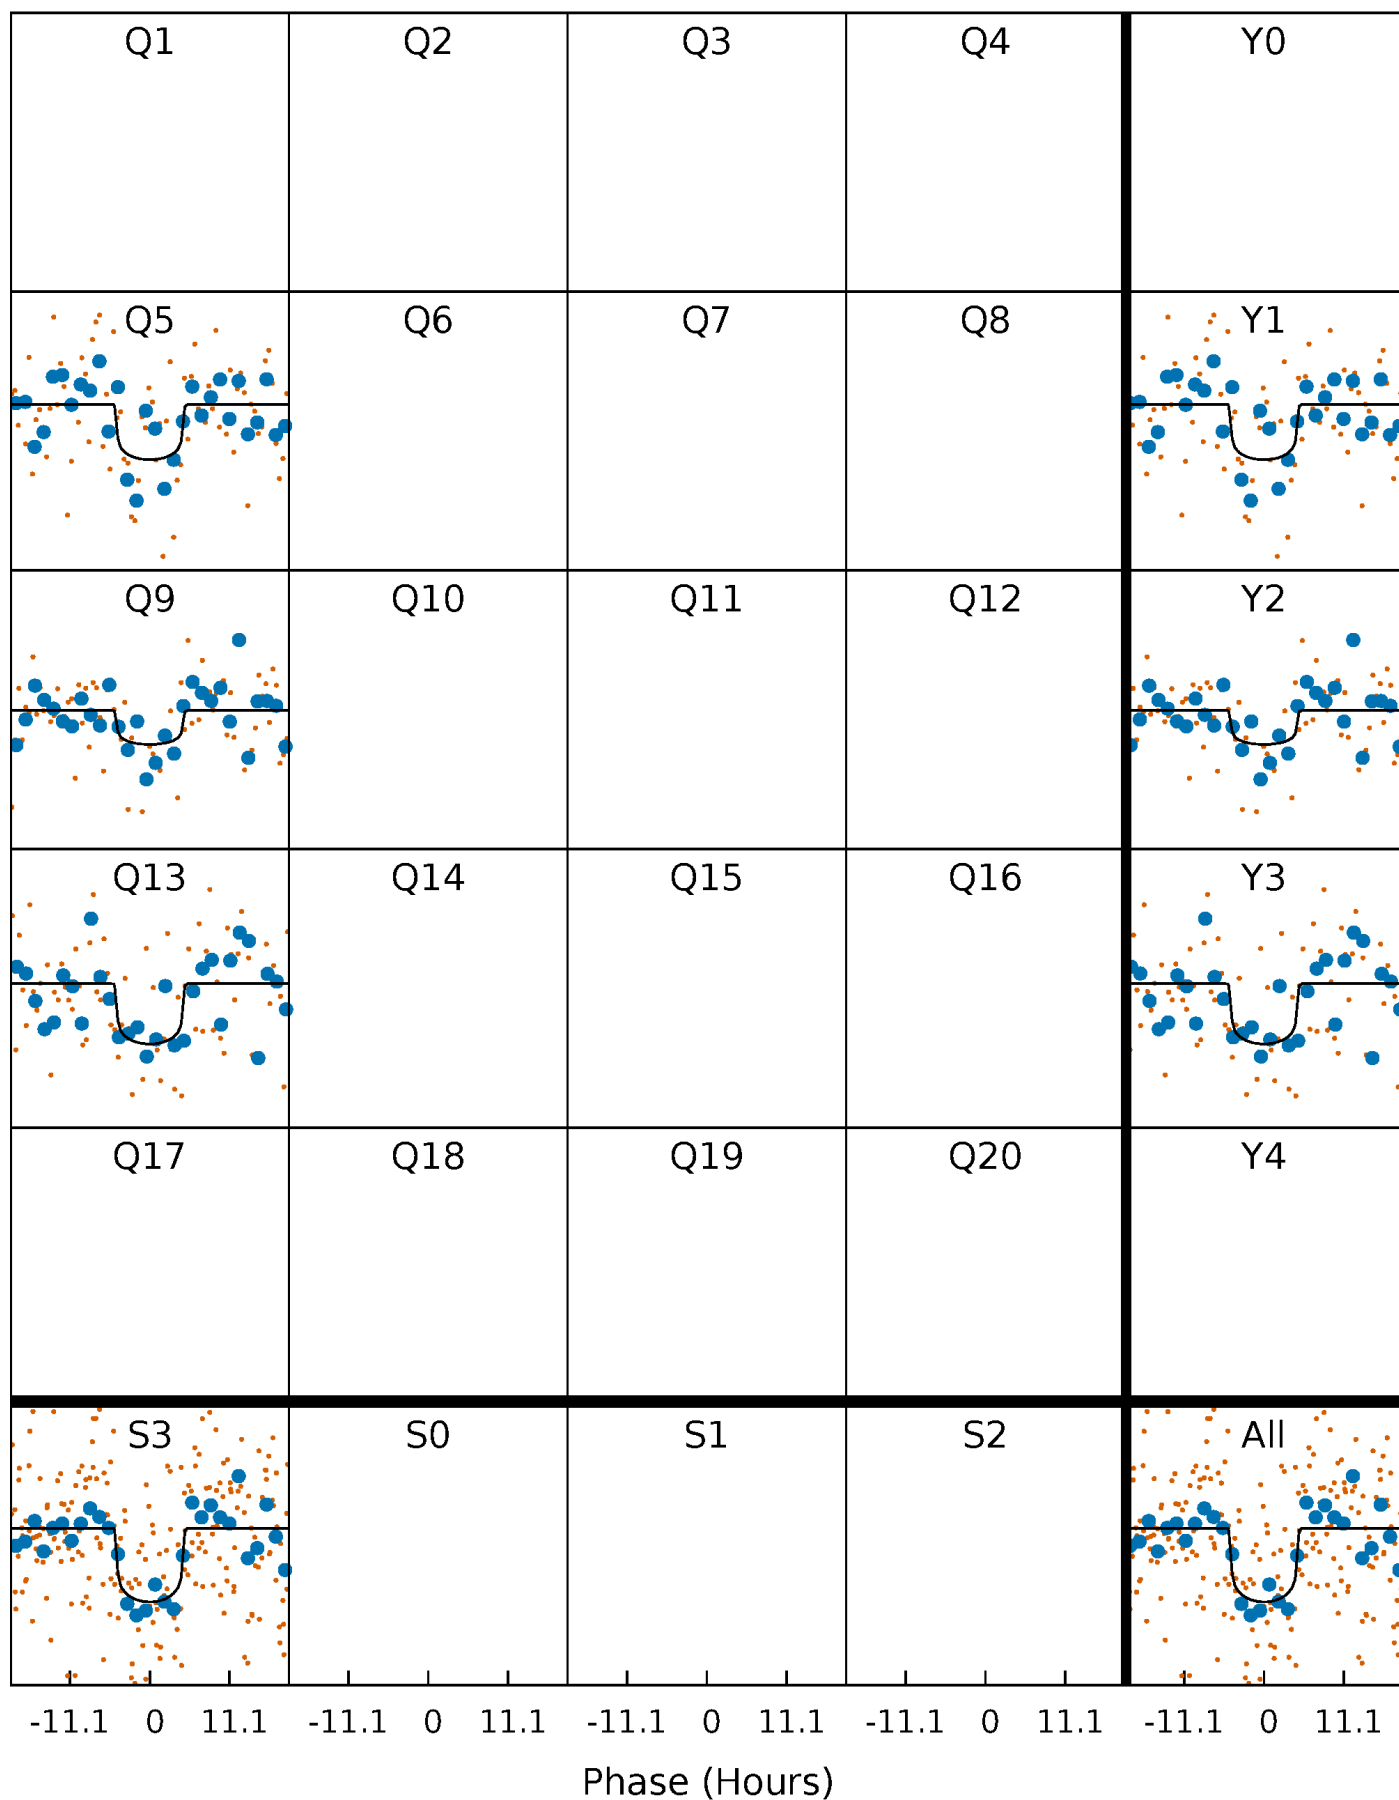 Q1 Q2 Q3 Q4 Y0
Q5 Q6 Q7 Q8 Y1
Q9 Q10 Q11 Q12 Y2
Q13 Q14 Q15 Q16 Y3
Q17 Q18 Q19 Q20 Y4
S3 S0 S1 S2 All
-11.1 0 11.1 -11.1 0 11.1 -11.1 0 11.1 -11.1 0 11.1 -11.1 0 11.1
Phase (Hours)